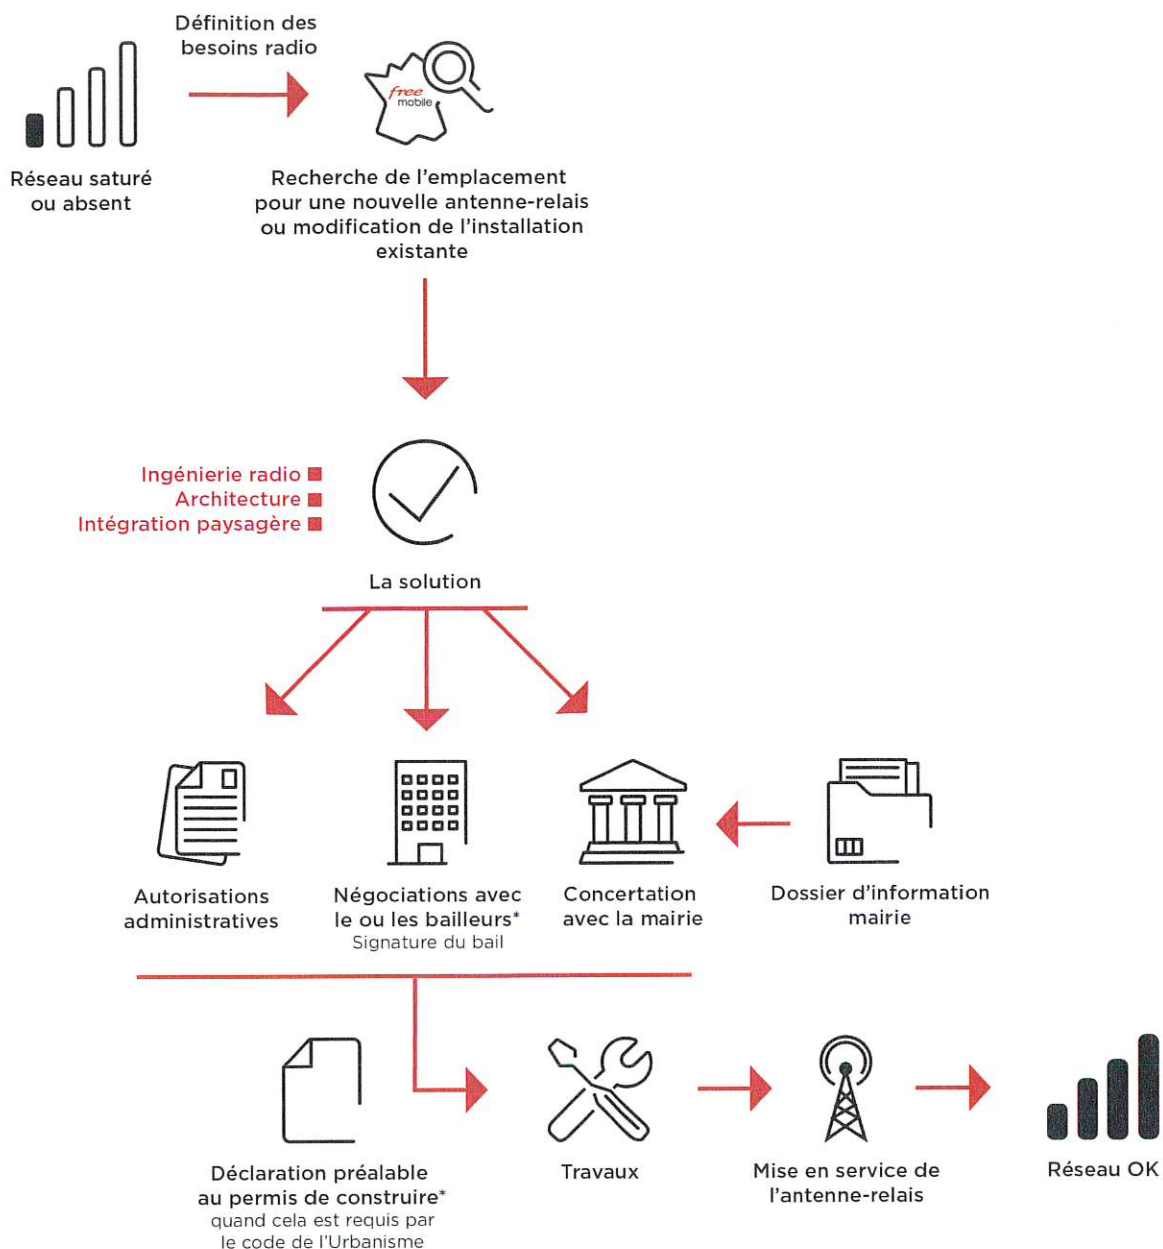 Définition des
besoins radio
free
mobile
Réseau saturé
ou absent
Recherche de l'emplacement
pour une nouvelle antenne-relais
ou modification de l'installation
existante
Ingénierie radio
Architecture
Intégration paysagère
La solution
Autorisations
administratives
Négociations avec
le ou les bailleurs*
Signature du bail
Concertation
avec la mairie
Dossier d'information
mairie
Déclaration préalable
au permis de construire*
quand cela est requis par
le code de l'Urbanisme
Travaux
Mise en service de
l'antenne-relais
Réseau OK